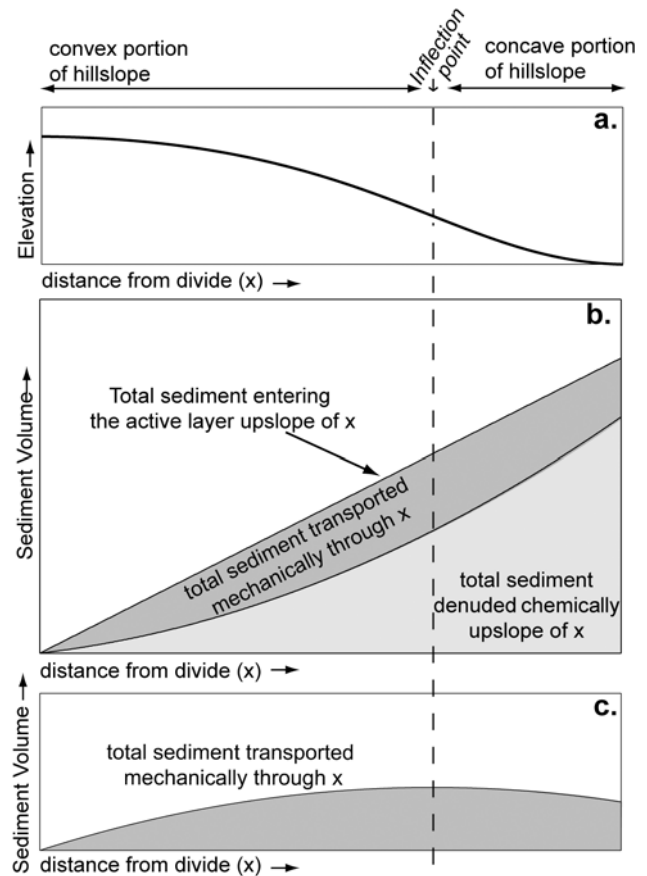 convex portion
of hillslope
Inflection
point
concave portion
of hillslope
a.
Elevation
distance from divide (x)
b.
Total sediment entering
the active layer upslope of x
Sediment Volume
total sediment transported
mechanically through x
total sediment
denuded chemically
upslope of x
distance from divide (x)
c.
total sediment transported
mechanically through x
Sediment Volume
distance from divide (x)